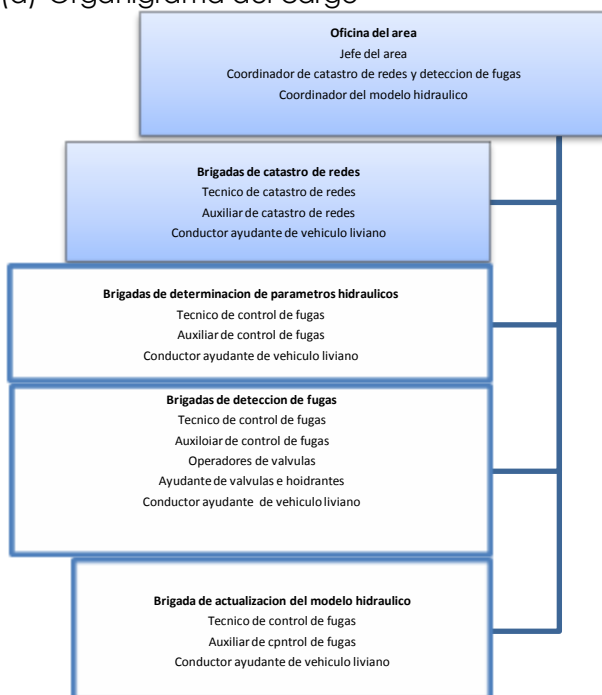 (a) Organigrama del cargo
Oficina del area
Jefe del area
Coordinador de catastro de redes y deteccion de fugas
Coordinador del modelo hidraulico
Brigadas de catastro de redes
Tecnico de catastro de redes
Auxiliar de catastro de redes
Conductor ayudante de vehiculo liviano
Brigadas de determinacion de parametros hidraulicos
Tecnico de control de fugas
Auxiliar de control de fugas
Conductor ayudante de vehiculo liviano
Brigadas de deteccion de fugas
Tecnico de control de fugas
Auxiloiar de control de fugas
Operadores de valvulas
Ayudante de valvulas e hoidrantes
Conductor ayudante de vehiculo liviano
Brigada de actualizacion del modelo hidraulico
Tecnico de control de fugas
Auxiliar de cpntrol de fugas
Conductor ayudante de vehiculo liviano